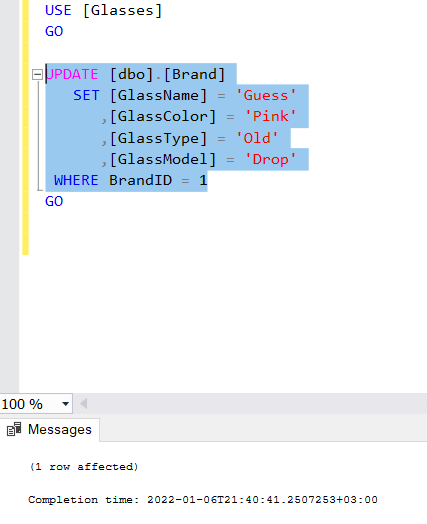 USE [Glasses]
GO
UPDATE [dbo].[Brand]
SET [GlassName] = 'Guess'
,[GlassColor] = 'Pink'
,[GlassType] = 'Old'
,[GlassModel] = 'Drop'
WHERE BrandID = 1
GO
100 %
Messages
(1 row affected)
Completion time: 2022-01-06T21:40:41.2507253+03:00